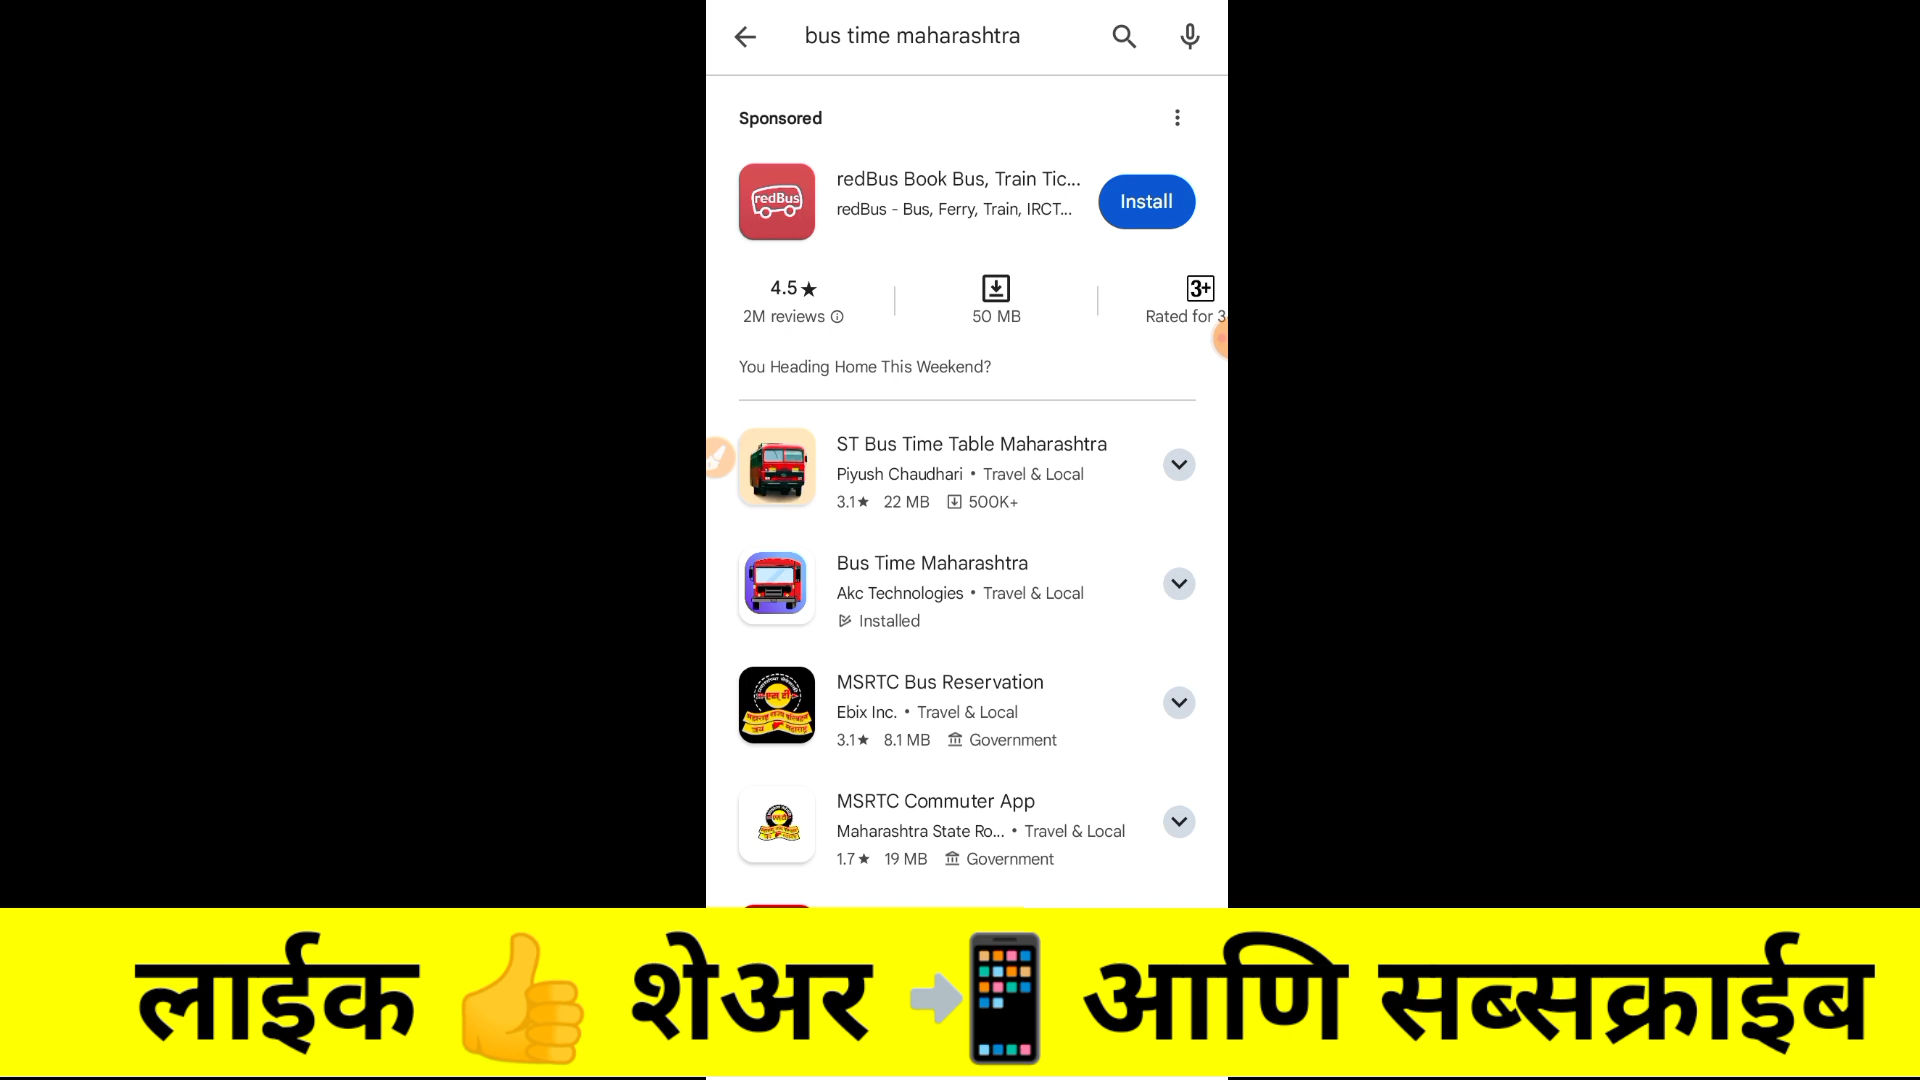 bus time maharashtra
Sponsored
redBus
redBus Book Bus, Train Tic...
redBus - Bus, Ferry, Train, IRCT...
Install
4.5★
2M reviews
50 MB
3+
Rated for 3
You Heading Home This Weekend?
ST Bus Time Table Maharashtra
Piyush Chaudhari • Travel & Local
3.1★ 22 MB 500K+
Bus Time Maharashtra
Akc Technologies • Travel & Local
Installed
MSRTC Bus Reservation
Ebix Inc. • Travel & Local
3.1★ 8.1 MB Government
MSRTC Commuter App
Maharashtra State Ro... • Travel & Local
1.7★ 19 MB Government
लाईक 👍 शेअर 📲 आणि सब्सक्राईब